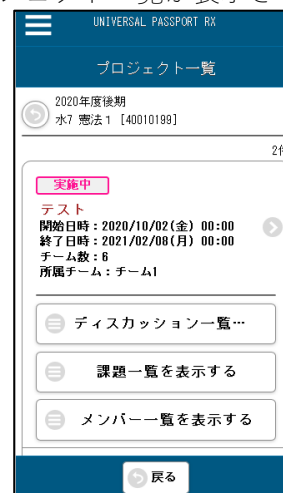 UNIVERSAL PASSPORT RX
プロジェクト一覧
2020年度後期
水7 憲法1 [40010199]
実施中
テスト
開始日時：2020/10/02(金) 00:00
終了日時：2021/02/08(月) 00:00
チーム数：6
所属チーム：チーム1
ディスカッション一覧…
課題一覧を表示する
メンバー一覧を表示する
戻る